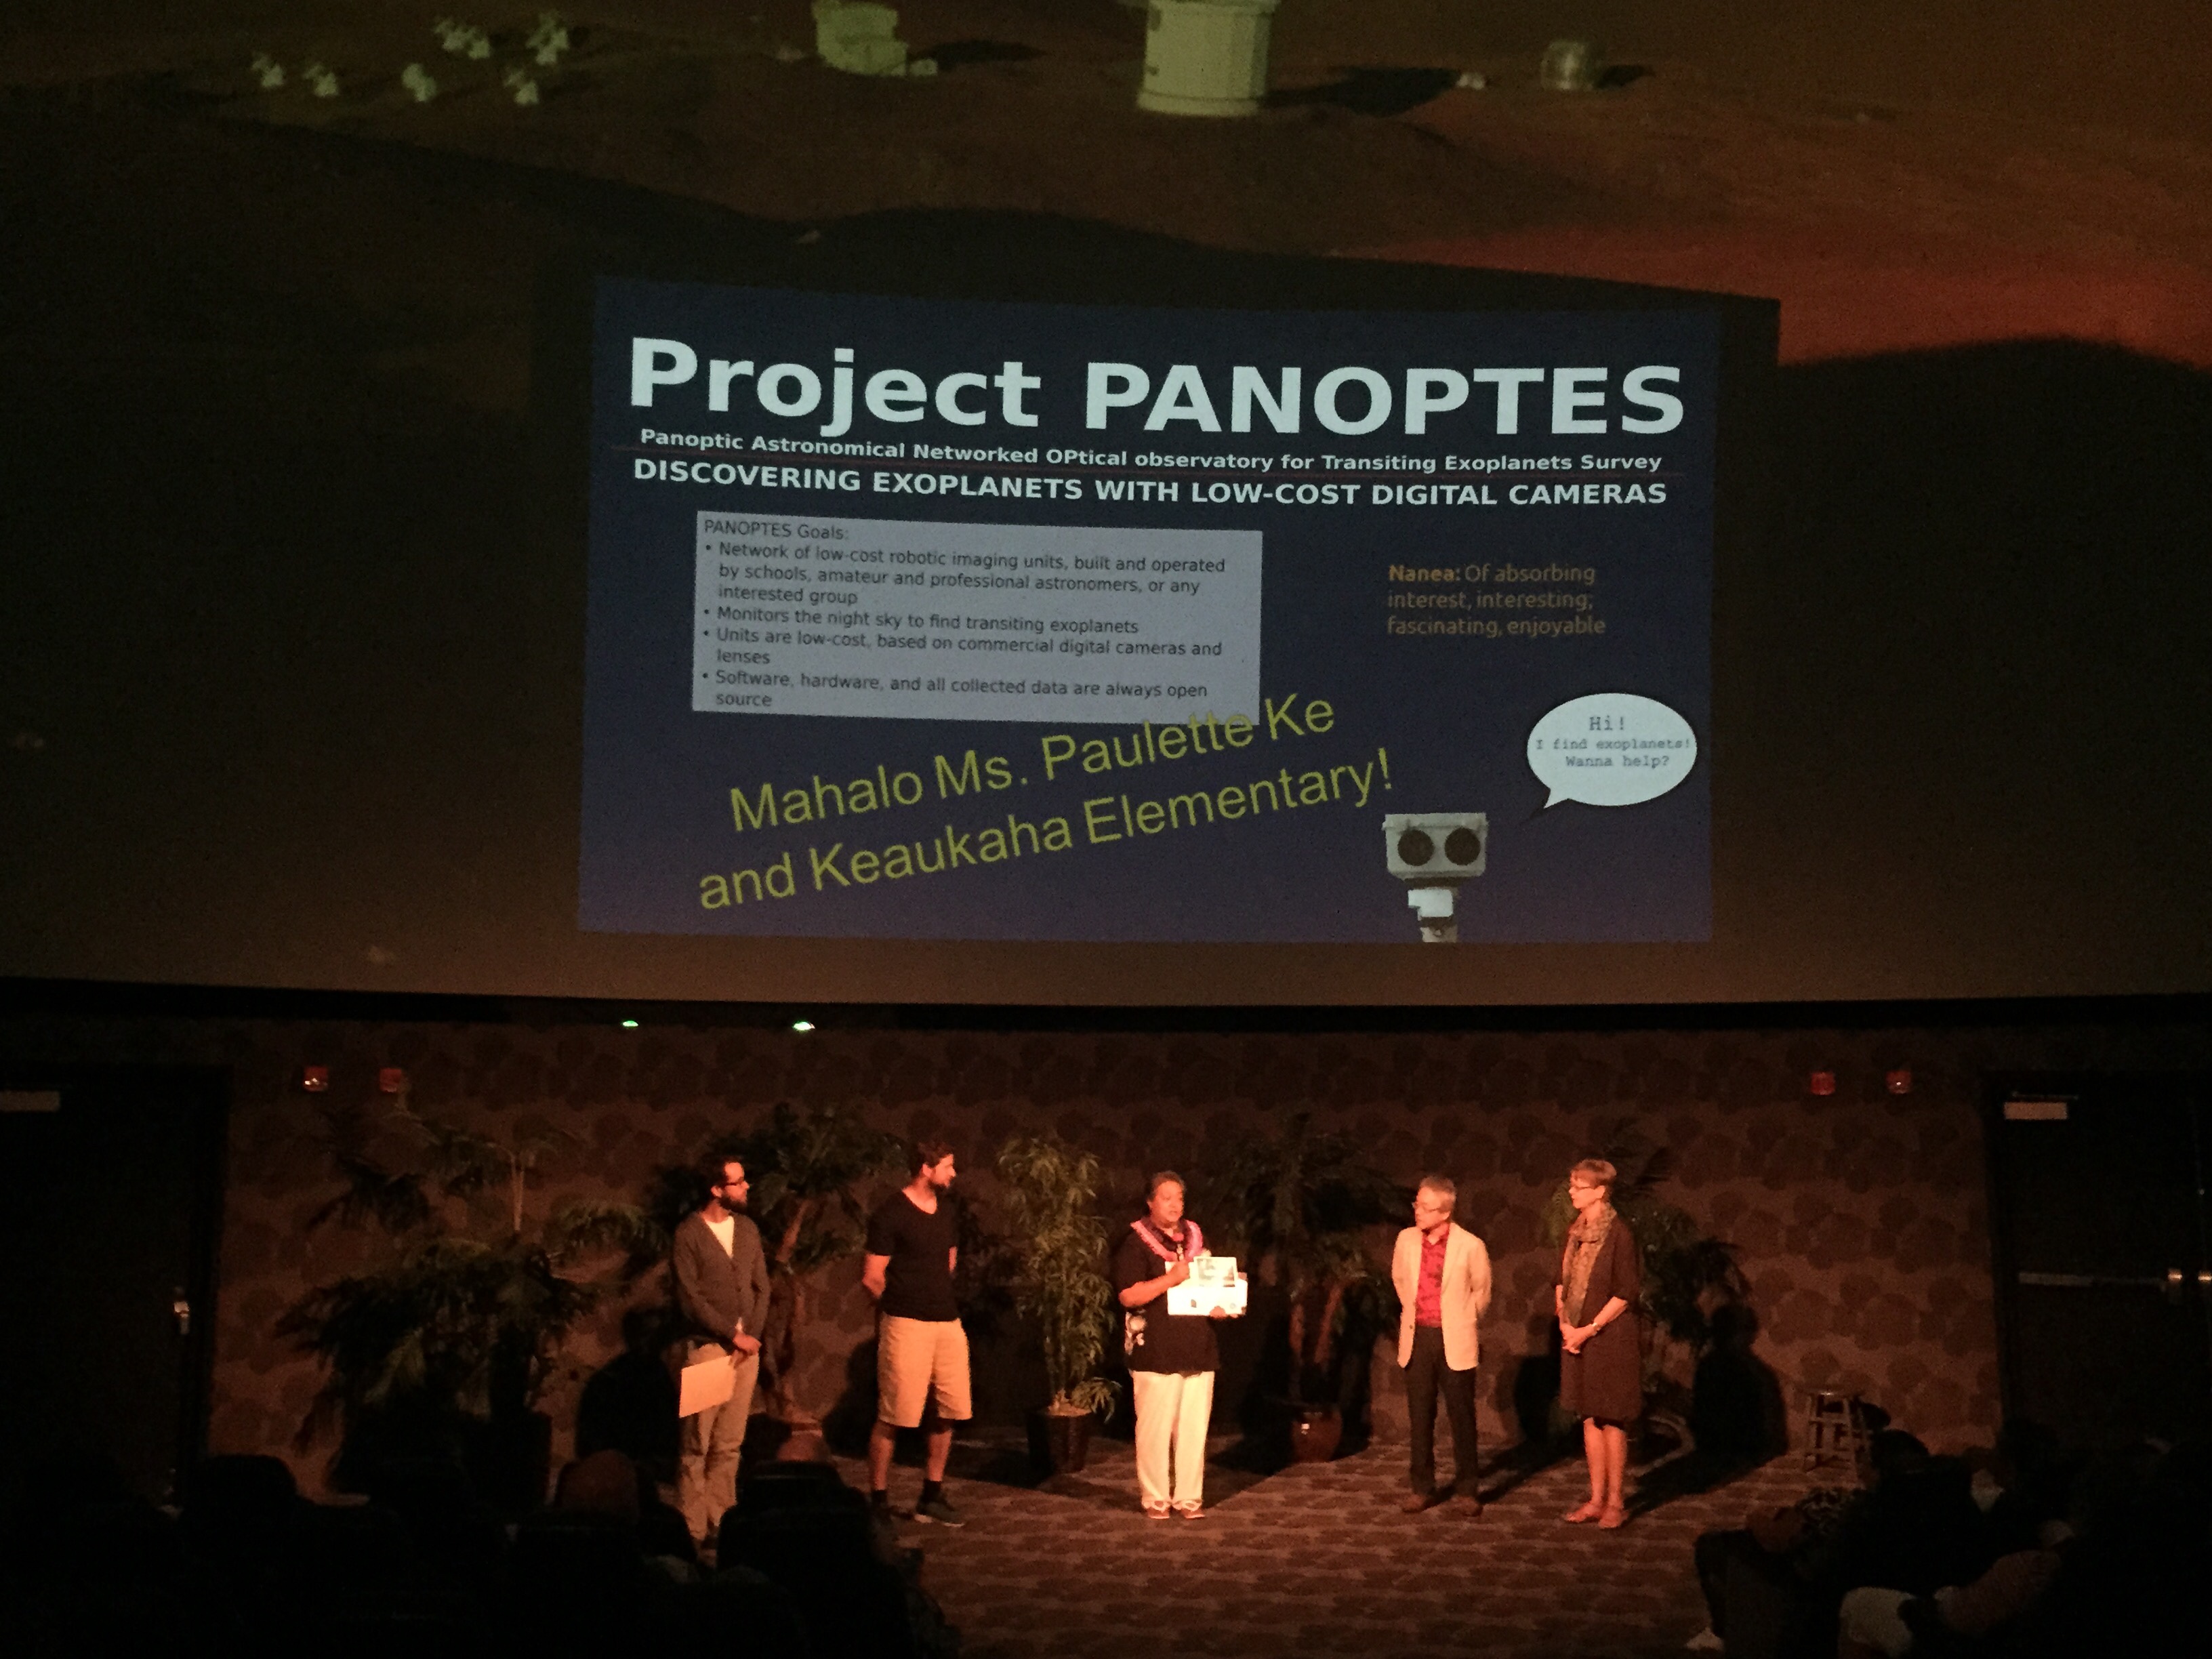 Project PANOPTES
Panoptic Astronomical Networked OPtical observatory for Transiting Exoplanets Survey
DISCOVERING EXOPLANETS WITH LOW-COST DIGITAL CAMERAS
PANOPTES Goals:
• Network of low-cost robotic imaging units, built and operated
by schools, amateur and professional astronomers, or any
interested group
• Monitors the night sky to find transiting exoplanets
• Units are low-cost, based on commercial digital cameras and
lenses
• Software, hardware, and all collected data are always open
source
Nanea: Of absorbing
interest, interesting;
fascinating, enjoyable
Hi!
I find exoplanets!
Wanna help?
Mahalo Ms. Paulette Ke
and Keaukaha Elementary!